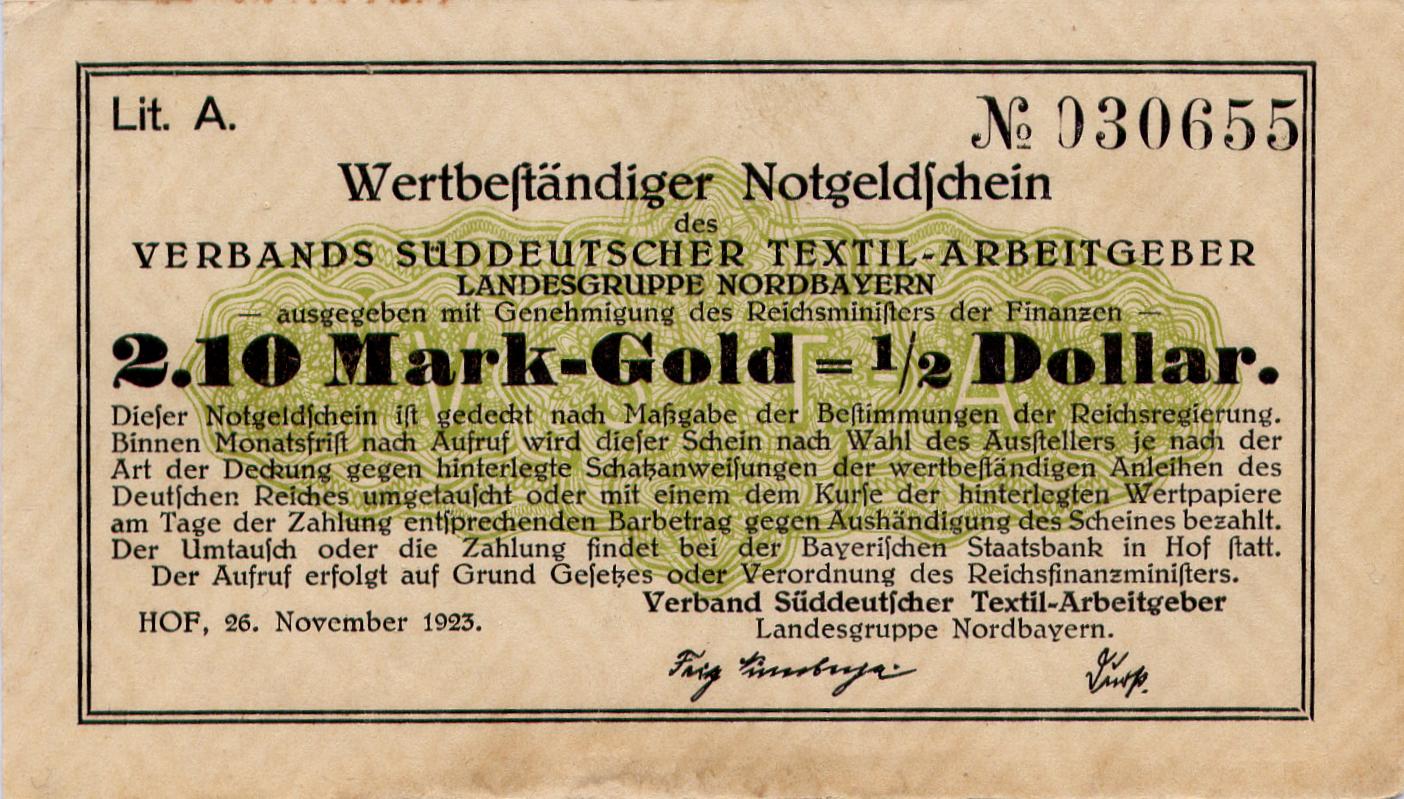 Lit. A.
№ 030655
Wertbeſtändiger Notgeldſchein
des
VERBANDS SÜDDEUTSCHER TEXTIL-ARBEITGEBER
LANDESGRUPPE NORDBAYERN
— ausgegeben mit Genehmigung des Reichsminiſters der Finanzen —
2.10 Mark-Gold = 1/2 Dollar.
Dieſer Notgeldſchein iſt gedeckt nach Maßgabe der Beſtimmungen der Reichsregierung.
Binnen Monatsfriſt nach Aufruf wird dieſer Schein nach Wahl des Ausſtellers je nach der
Art der Deckung gegen hinterlegte Schatzanweiſungen der wertbeſtändigen Anleihen des
Deutſchen Reiches umgetauſcht oder mit einem dem Kurſe der hinterlegten Wertpapiere
am Tage der Zahlung entſprechenden Barbetrag gegen Aushändigung des Scheines bezahlt.
Der Umtauſch oder die Zahlung findet bei der Bayeriſchen Staatsbank in Hof ſtatt.
Der Aufruf erfolgt auf Grund Geſetzes oder Verordnung des Reichsfinanzminiſters.
Verband Süddeutſcher Textil-Arbeitgeber
HOF, 26. November 1923.
Landesgruppe Nordbayern.